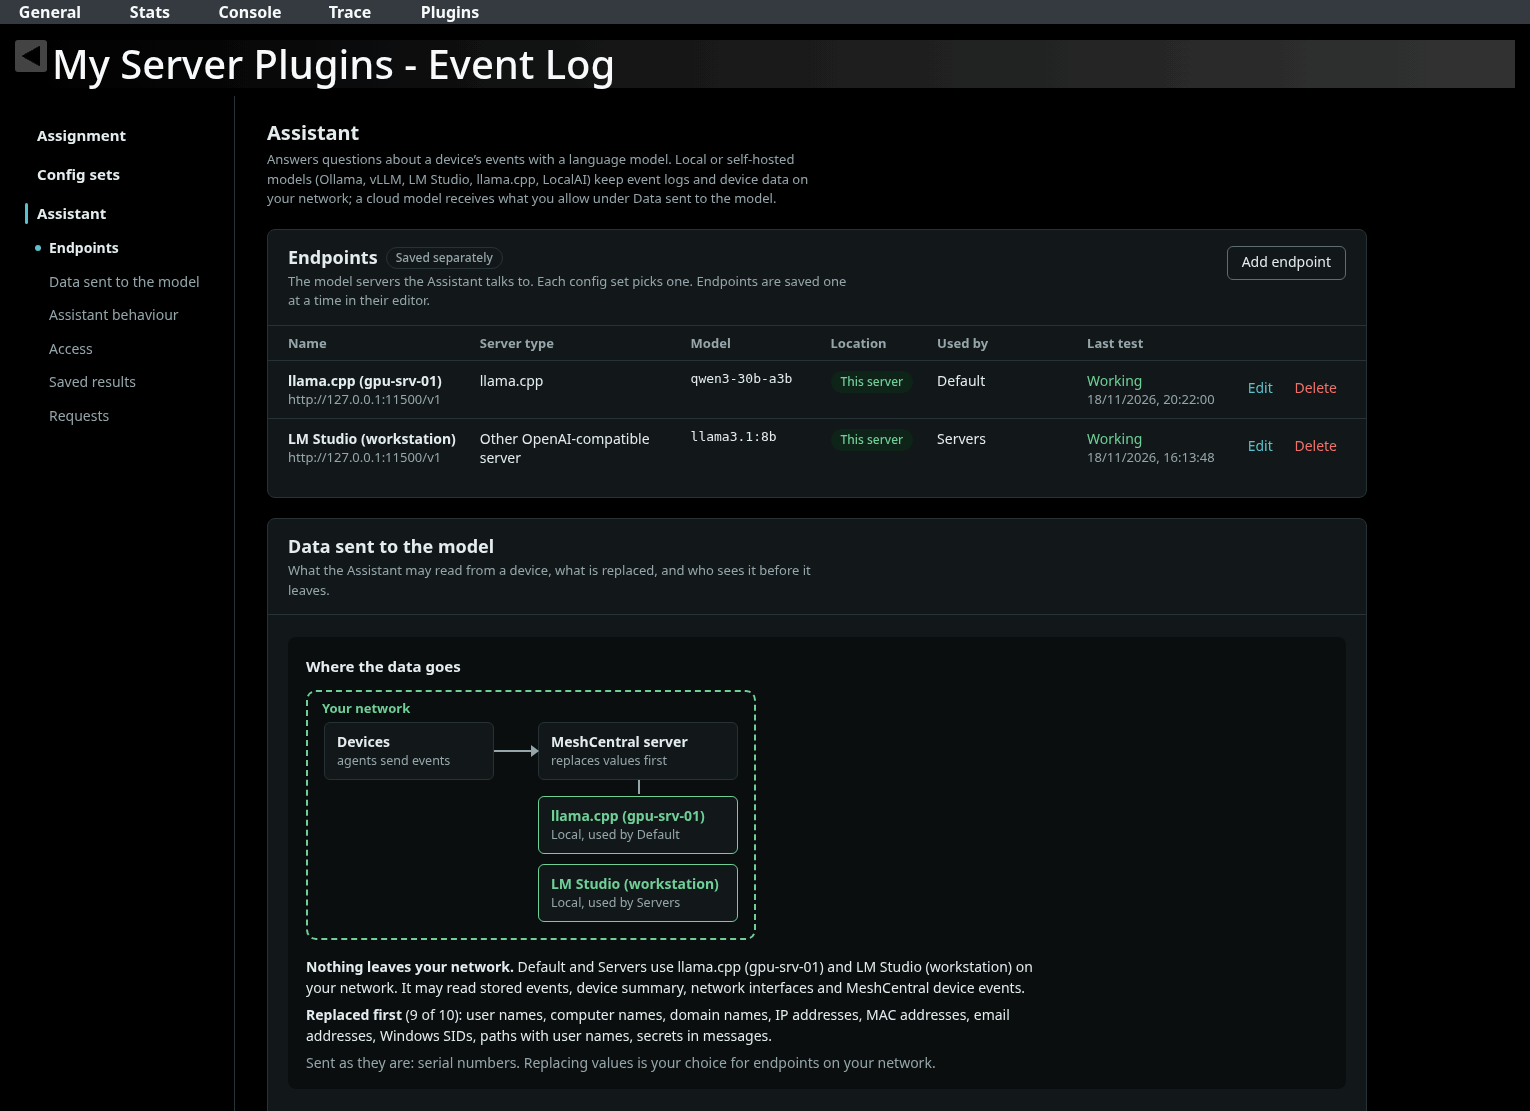 General Stats Console Trace Plugins
My Server Plugins - Event Log
Assignment
Config sets
Assistant
Endpoints
Data sent to the model
Assistant behaviour
Access
Saved results
Requests
Assistant
Answers questions about a device’s events with a language model. Local or self-hosted
models (Ollama, vLLM, LM Studio, llama.cpp, LocalAI) keep event logs and device data on
your network; a cloud model receives what you allow under Data sent to the model.
Endpoints Saved separately
The model servers the Assistant talks to. Each config set picks one. Endpoints are saved one
at a time in their editor.
Add endpoint
Name Server type Model Location Used by Last test
llama.cpp (gpu-srv-01) llama.cpp qwen3-30b-a3b This server Default Working Edit Delete
http://127.0.0.1:11500/v1 18/11/2026, 20:22:00
LM Studio (workstation) Other OpenAI-compatible llama3.1:8b This server Servers Working Edit Delete
http://127.0.0.1:11500/v1 server 18/11/2026, 16:13:48
Data sent to the model
What the Assistant may read from a device, what is replaced, and who sees it before it
leaves.
Where the data goes
Your network
Devices
agents send events
MeshCentral server
replaces values first
llama.cpp (gpu-srv-01)
Local, used by Default
LM Studio (workstation)
Local, used by Servers
Nothing leaves your network. Default and Servers use llama.cpp (gpu-srv-01) and LM Studio (workstation) on
your network. It may read stored events, device summary, network interfaces and MeshCentral device events.
Replaced first (9 of 10): user names, computer names, domain names, IP addresses, MAC addresses, email
addresses, Windows SIDs, paths with user names, secrets in messages.
Sent as they are: serial numbers. Replacing values is your choice for endpoints on your network.